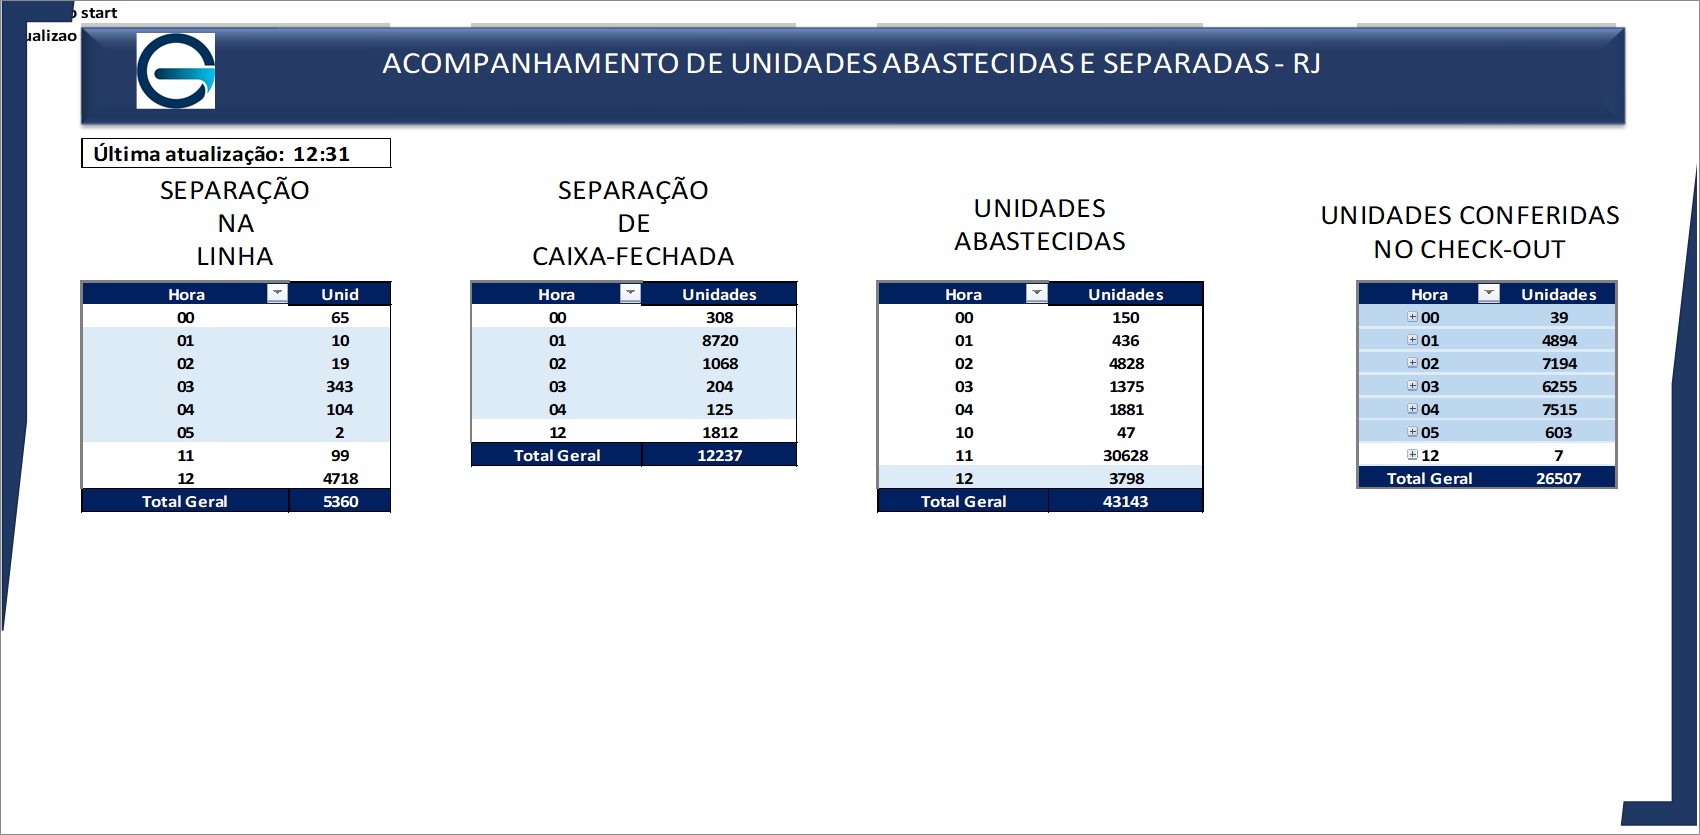 start
ualizao
ACOMPANHAMENTO DE UNIDADES ABASTECIDAS E SEPARADAS - RJ
Última atualização: 12:31
SEPARAÇÃO
NA
LINHA
Hora Unid
00 65
01 10
02 19
03 343
04 104
05 2
11 99
12 4718
Total Geral 5360
SEPARAÇÃO
DE
CAIXA-FECHADA
Hora Unidades
00 308
01 8720
02 1068
03 204
04 125
12 1812
Total Geral 12237
UNIDADES
ABASTECIDAS
Hora Unidades
00 150
01 436
02 4828
03 1375
04 1881
10 47
11 30628
12 3798
Total Geral 43143
UNIDADES CONFERIDAS
NO CHECK-OUT
Hora Unidades
00 39
01 4894
02 7194
03 6255
04 7515
05 603
12 7
Total Geral 26507